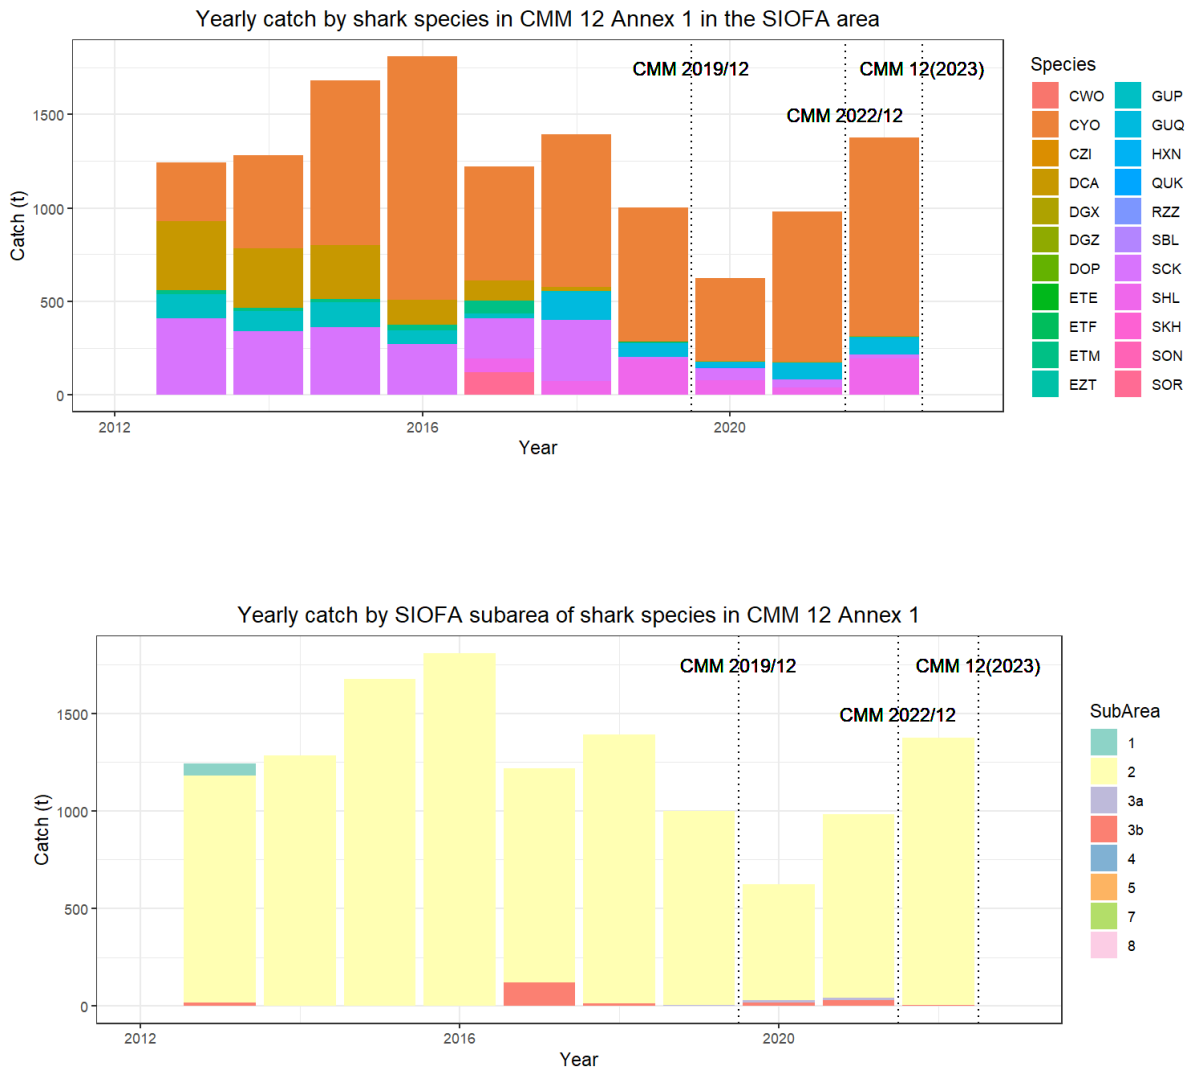 Yearly catch by shark species in CMM 12 Annex 1 in the SIOFA area
CMM 2019/12
CMM 12(2023)
CMM 2022/12
1500
1000
500
0
Catch (t)
2012
2016
2020
Year
Species
CWO
CYO
CZI
DCA
DGX
DGZ
DOP
ETE
ETF
ETM
EZT
GUP
GUQ
HXN
QUK
RZZ
SBL
SCK
SHL
SKH
SON
SOR
Yearly catch by SIOFA subarea of shark species in CMM 12 Annex 1
CMM 2019/12
CMM 12(2023)
CMM 2022/12
1500
1000
500
0
Catch (t)
2012
2016
2020
Year
SubArea
1
2
3a
3b
4
5
7
8